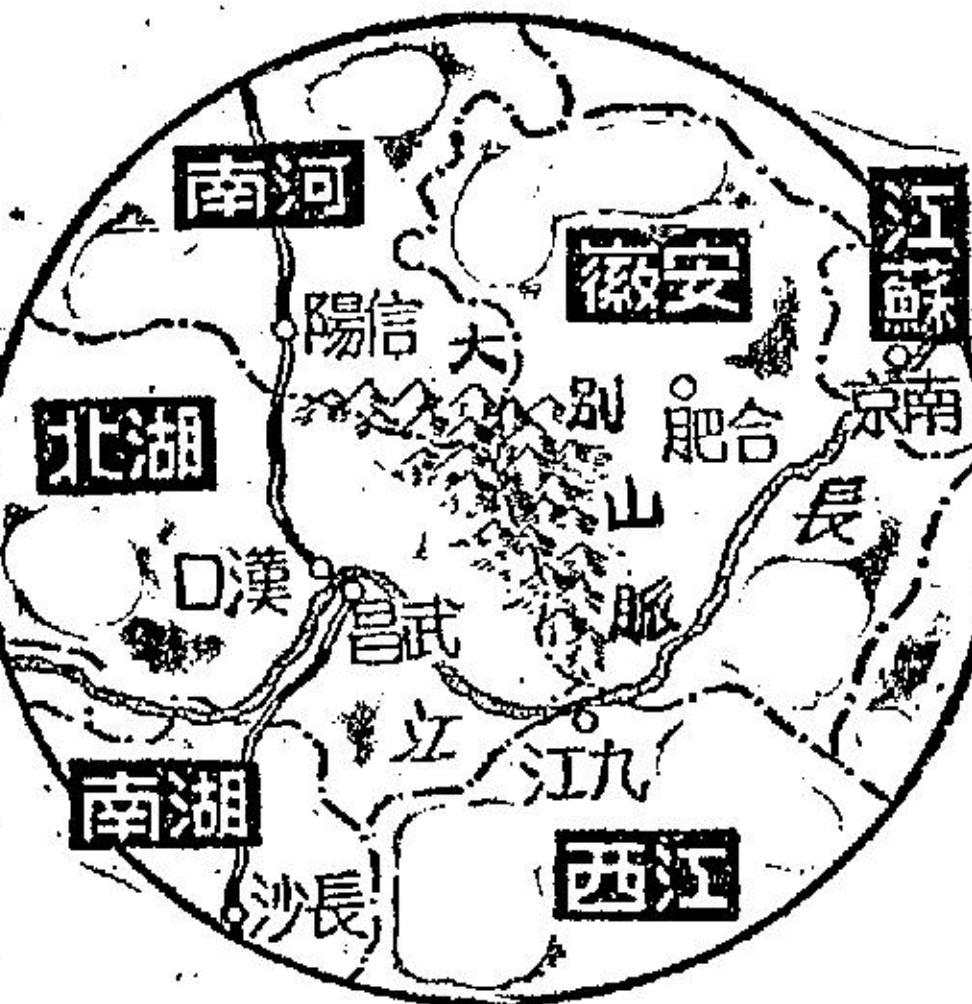 河南
安徽
江蘇
信陽
大別山脈
合肥
南京
湖北
漢口
武昌
長江
九江
湖南
長沙
江西